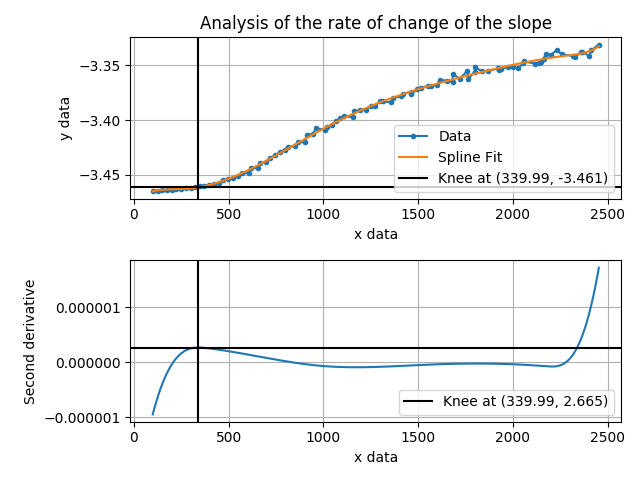 Analysis of the rate of change of the slope
y data
−3.35
−3.40
−3.45
Data
Spline Fit
Knee at (339.99, -3.461)
0
500
1000
1500
2000
2500
x data
Second derivative
0.000001
0.000000
−0.000001
Knee at (339.99, 2.665)
0
500
1000
1500
2000
2500
x data